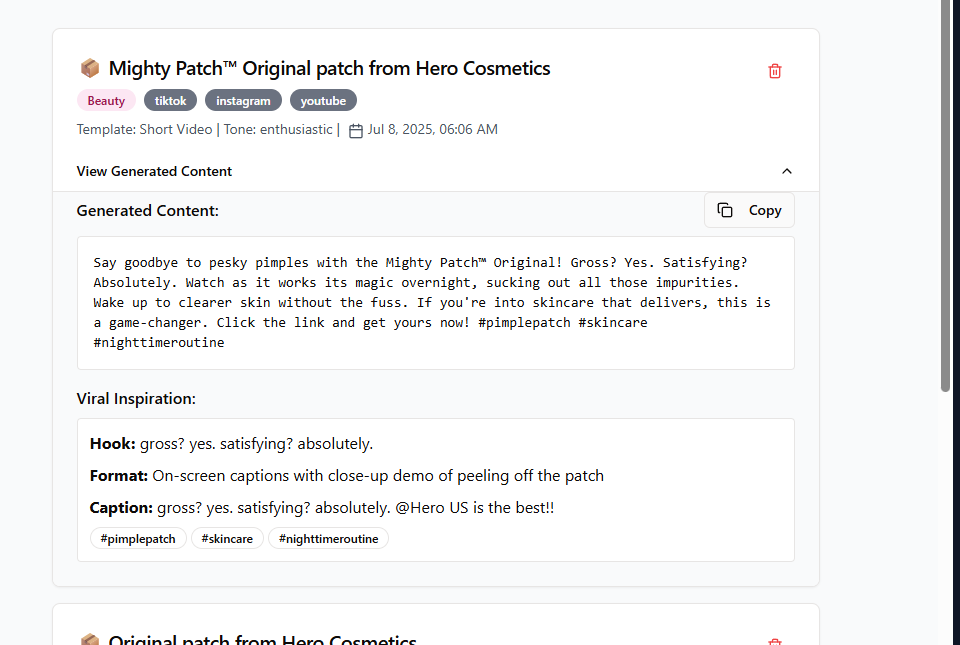 Mighty Patch™ Original patch from Hero Cosmetics
Beauty
tiktok
instagram
youtube
Template: Short Video | Tone: enthusiastic | Jul 8, 2025, 06:06 AM
View Generated Content
Generated Content:
Copy
Say goodbye to pesky pimples with the Mighty Patch™ Original! Gross? Yes. Satisfying?
Absolutely. Watch as it works its magic overnight, sucking out all those impurities.
Wake up to clearer skin without the fuss. If you're into skincare that delivers, this is
a game-changer. Click the link and get yours now! #pimplepatch #skincare
#nighttimeroutine
Viral Inspiration:
Hook: gross? yes. satisfying? absolutely.
Format: On-screen captions with close-up demo of peeling off the patch
Caption: gross? yes. satisfying? absolutely. @Hero US is the best!!
#pimplepatch
#skincare
#nighttimeroutine
Original patch from Hero Cosmetics